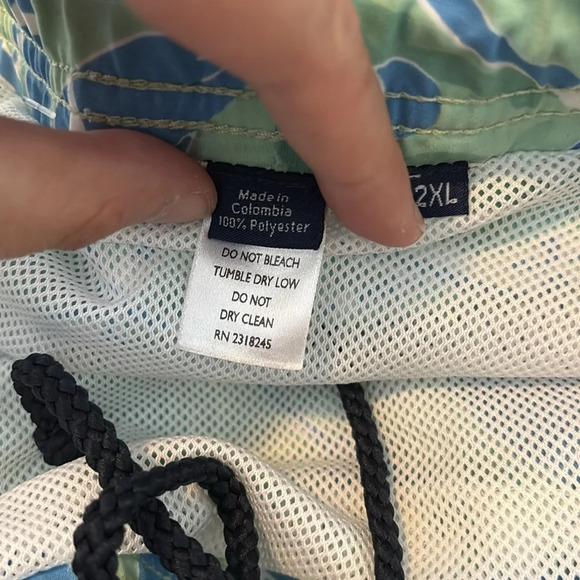 Made in
Colombia
100% Polyester
2XL
DO NOT BLEACH
TUMBLE DRY LOW
DO NOT
DRY CLEAN
RN 2318245